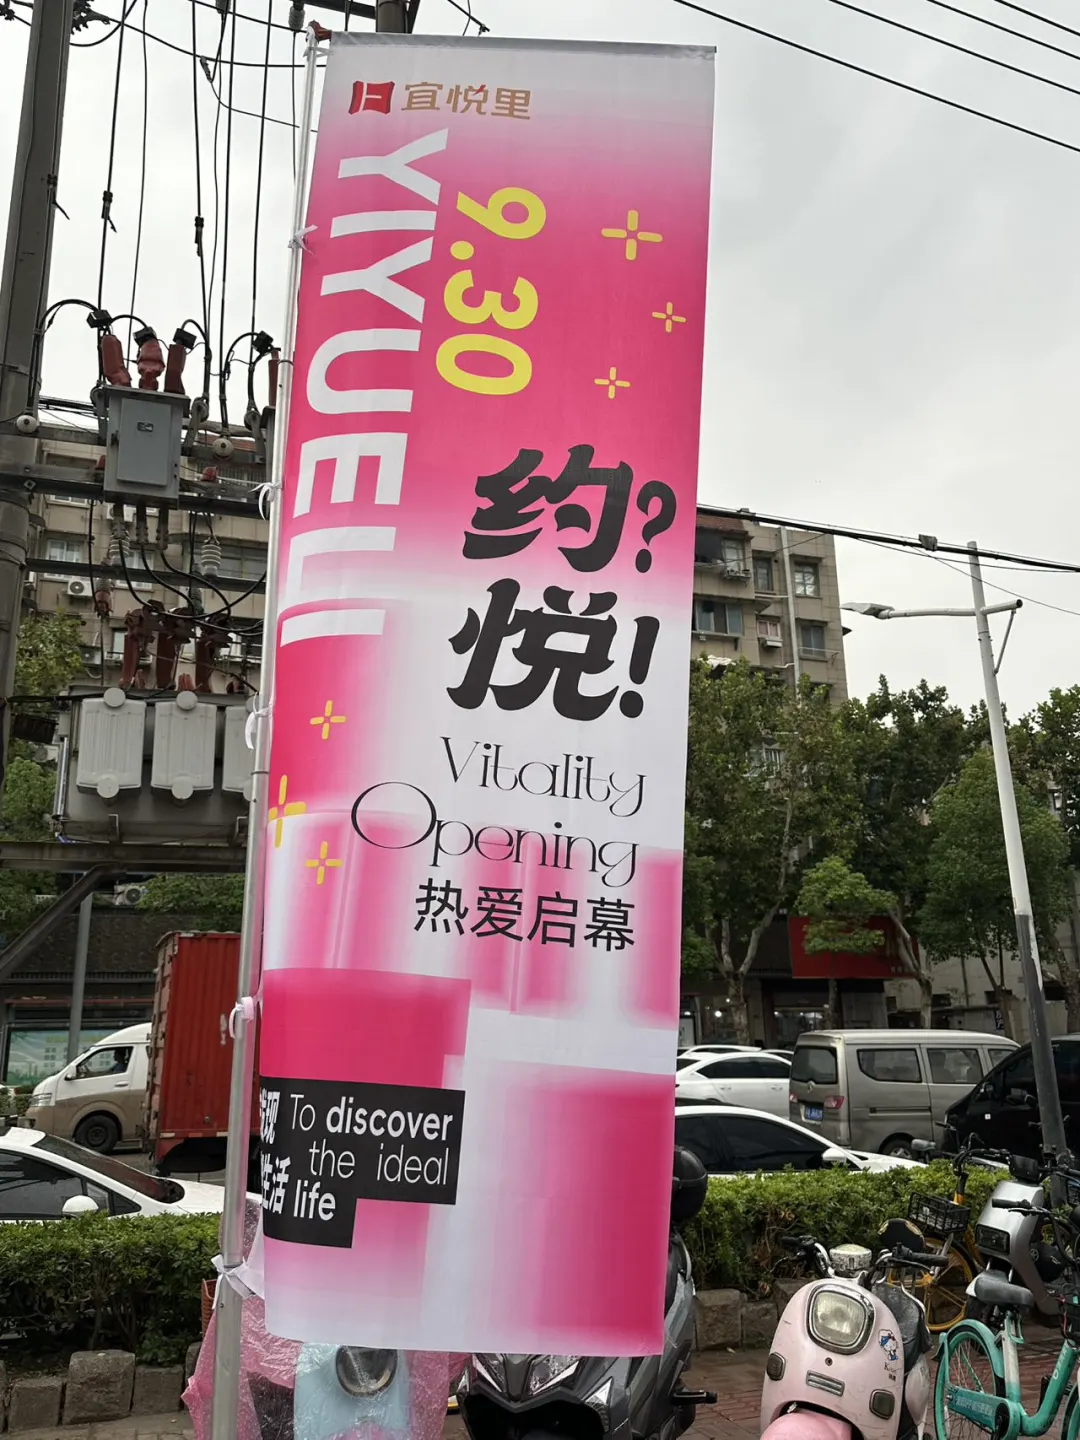 宜悦里
YIYUELI
9.30
约?
悦!
Vitality
Opening
热爱启幕
现 To discover
the ideal
生活 life